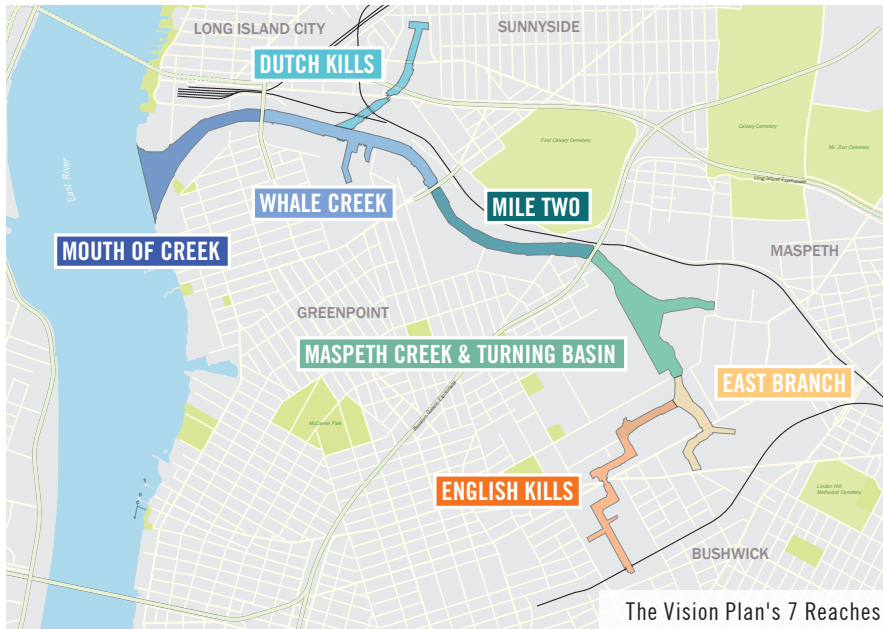 LONG ISLAND CITY
SUNNYSIDE
DUTCH KILLS
First Calvary Cemetery
Calvary Cemetery
Mt. Zion Cemetery
East River
Long Island Expressway
WHALE CREEK
MILE TWO
MOUTH OF CREEK
MASPETH
GREENPOINT
MASPETH CREEK & TURNING BASIN
EAST BRANCH
Brooklyn Queens Expressway
McCarren Park
ENGLISH KILLS
Linden Hill
Methodist Cemetery
BUSHWICK
The Vision Plan's 7 Reaches